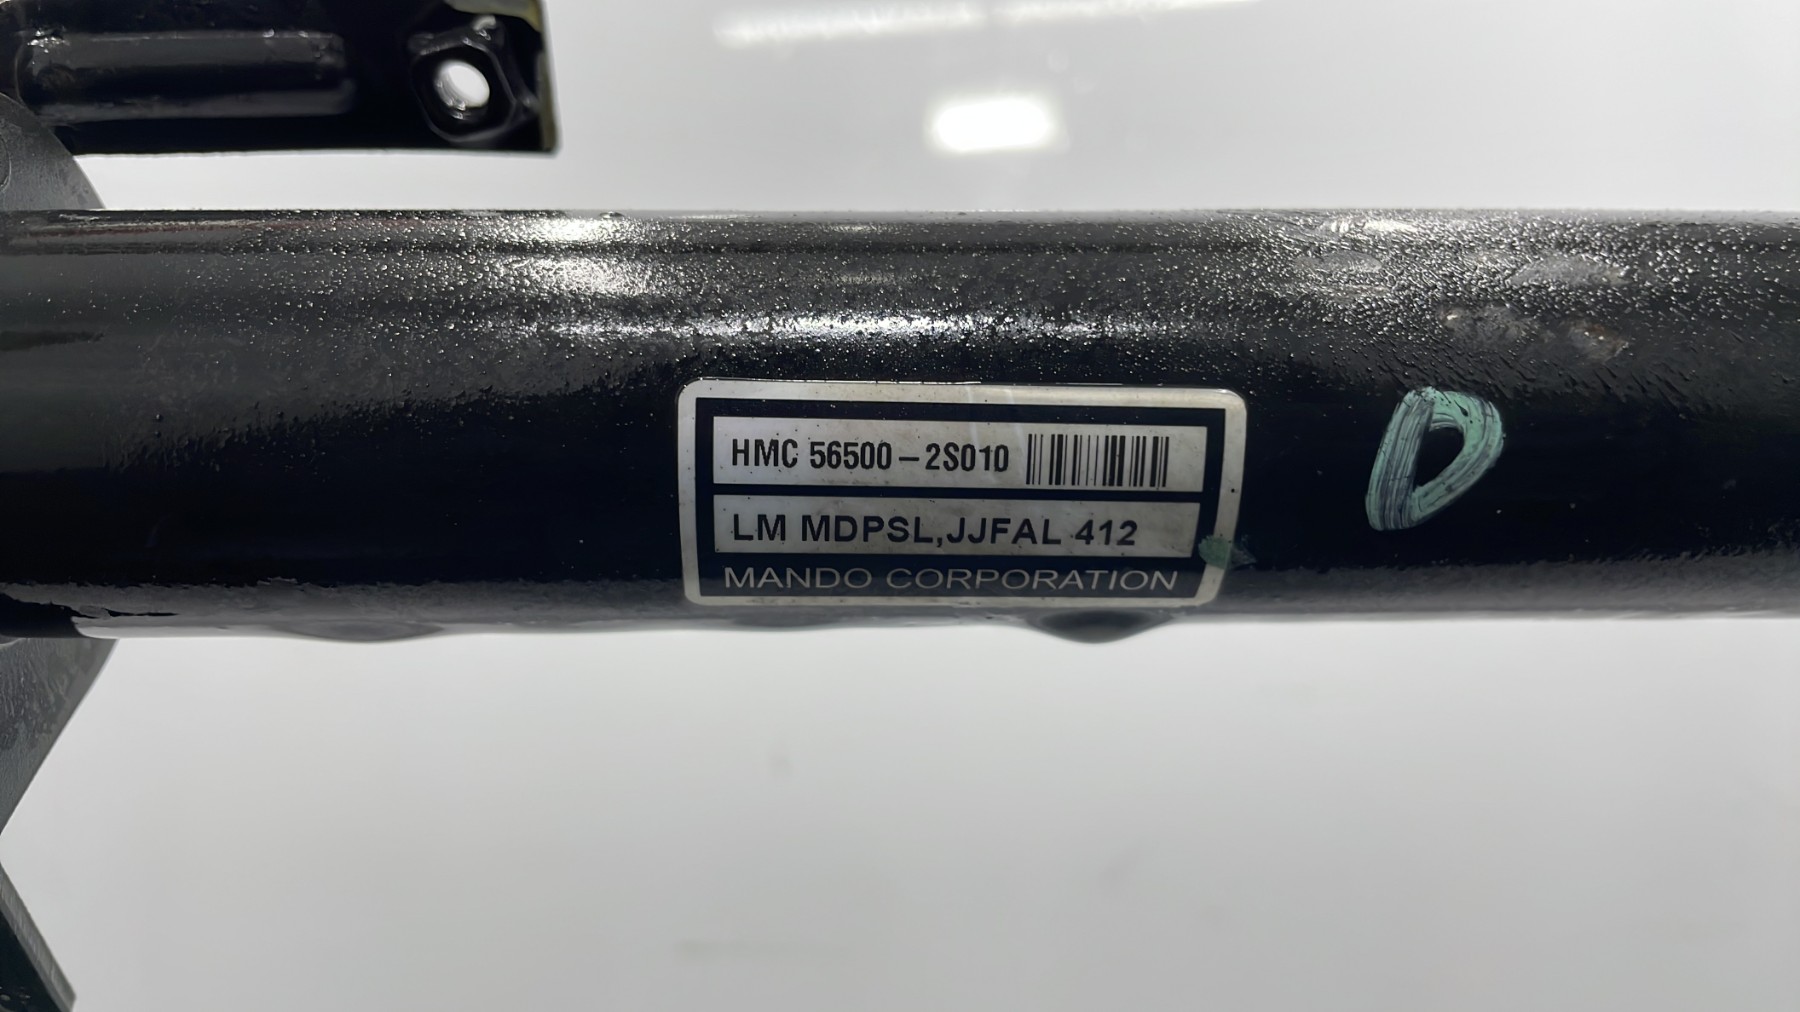 HMC 56500-2S010
LM MDPSL,JJFAL 412
MANDO CORPORATION
D